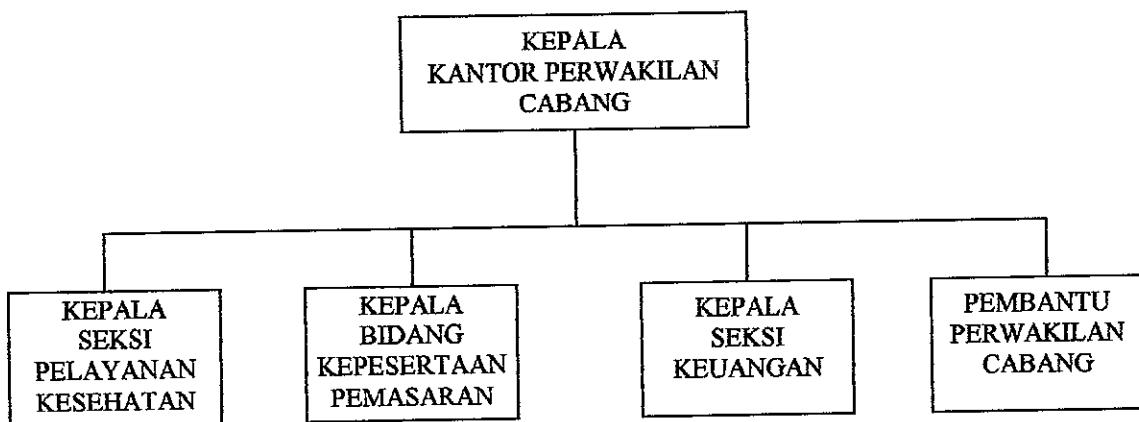 KEPALA
KANTOR PERWAKILAN
CABANG
KEPALA
SEKSI
PELAYANAN
KESEHATAN
KEPALA
BIDANG
KEPESERTAAN
PEMASARAN
KEPALA
SEKSI
KEUANGAN
PEMBANTU
PERWAKILAN
CABANG